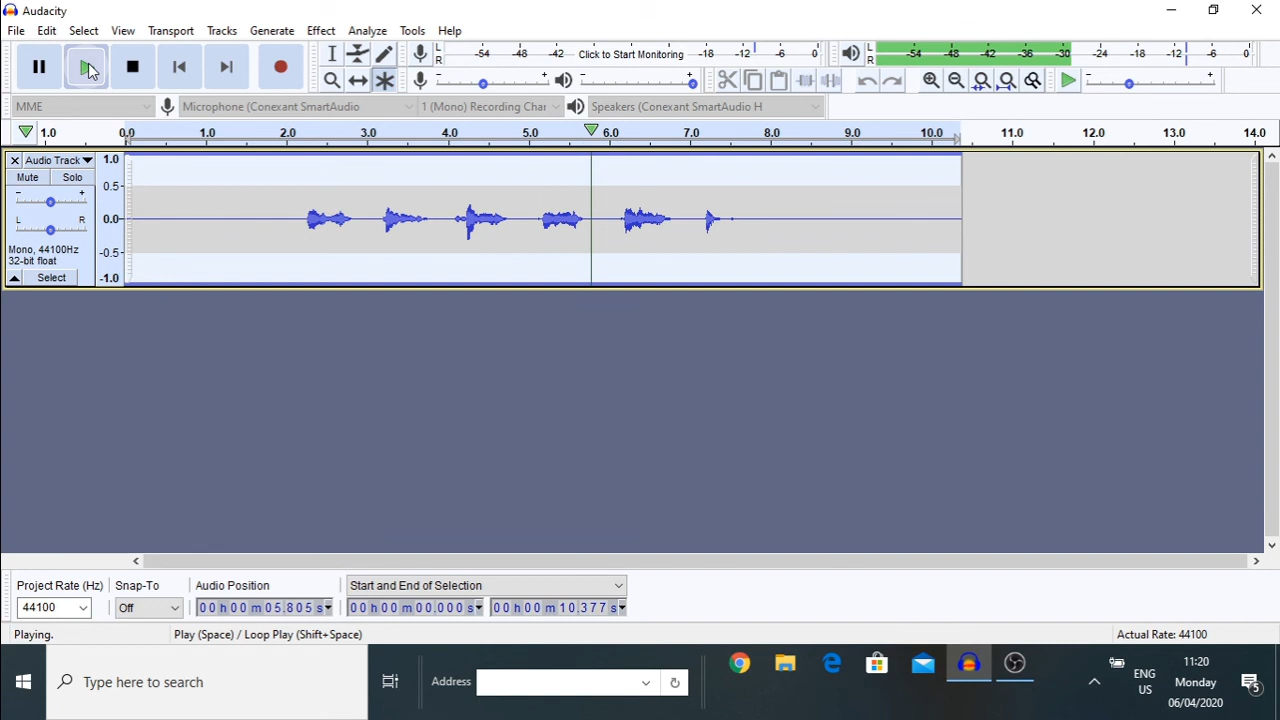 Audacity
File Edit Select View Transport Tracks Generate Effect Analyze Tools Help
L R -54 -48 -42 Click to Start Monitoring -18 -12 -6 0 L R -54 -48 -42 -36 -30 -24 -18 -12 -6 0
- + - + - +
MME Microphone (Conexant SmartAudio 1 (Mono) Recording Char Speakers (Conexant SmartAudio H
1.0 0.0 1.0 2.0 3.0 4.0 5.0 6.0 7.0 8.0 9.0 10.0 11.0 12.0 13.0 14.0
Audio Track 1.0
Mute Solo 0.5
- +
L R 0.0
Mono, 44100Hz -0.5
32-bit float
Select -1.0
Project Rate (Hz) Snap-To Audio Position Start and End of Selection
44100 Off 00 h 00 m 05.805 s 00 h 00 m 00.000 s 00 h 00 m 10.377 s
Playing. Play (Space) / Loop Play (Shift+Space) Actual Rate: 44100
Type here to search Address ENG US 11:20 Monday 06/04/2020 5